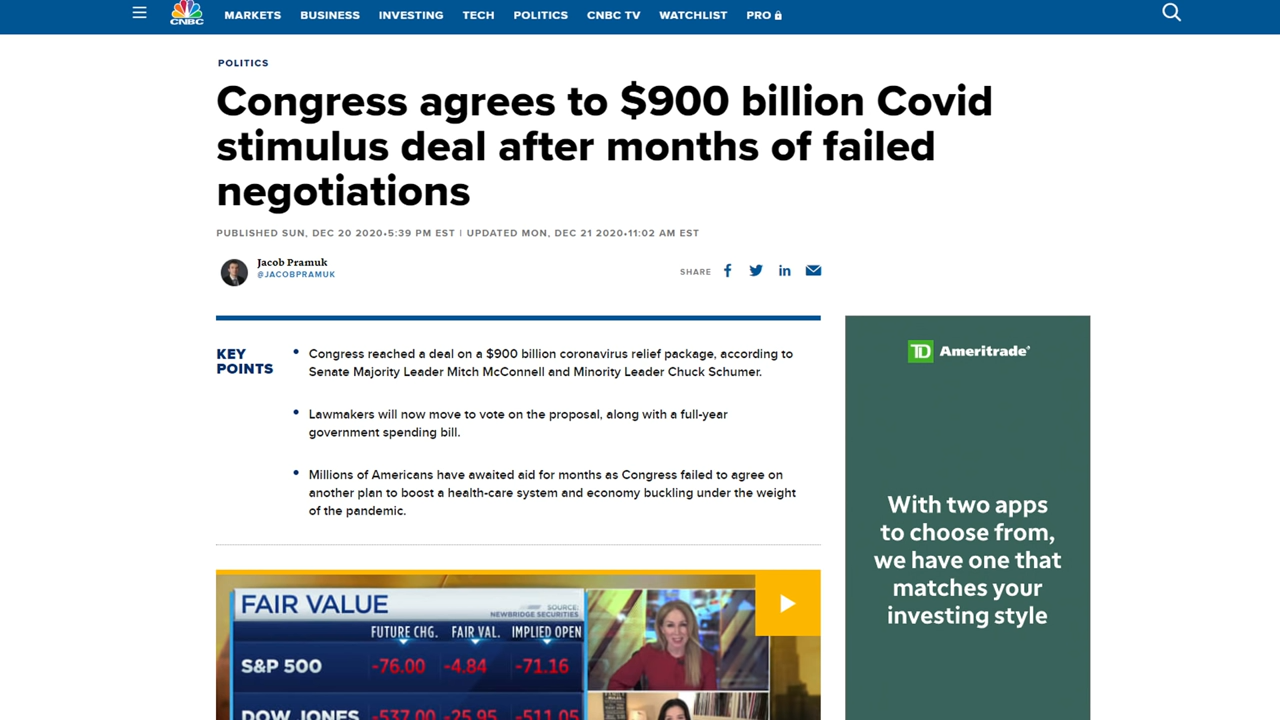 CNBC
MARKETS BUSINESS INVESTING TECH POLITICS CNBC TV WATCHLIST PRO
POLITICS
Congress agrees to $900 billion Covid
stimulus deal after months of failed
negotiations
PUBLISHED SUN, DEC 20 2020•5:39 PM EST | UPDATED MON, DEC 21 2020•11:02 AM EST
Jacob Pramuk
@JACOBPRAMUK
SHARE
KEY
POINTS
• Congress reached a deal on a $900 billion coronavirus relief package, according to
Senate Majority Leader Mitch McConnell and Minority Leader Chuck Schumer.
• Lawmakers will now move to vote on the proposal, along with a full-year
government spending bill.
• Millions of Americans have awaited aid for months as Congress failed to agree on
another plan to boost a health-care system and economy buckling under the weight
of the pandemic.
FAIR VALUE
SOURCE:
NEWBRIDGE SECURITIES
FUTURE CHG. FAIR VAL. IMPLIED OPEN
S&P 500 -76.00 -4.84 -71.16
DOW JONES -537.00 -25.95 -511.05
TD Ameritrade
With two apps
to choose from,
we have one that
matches your
investing style